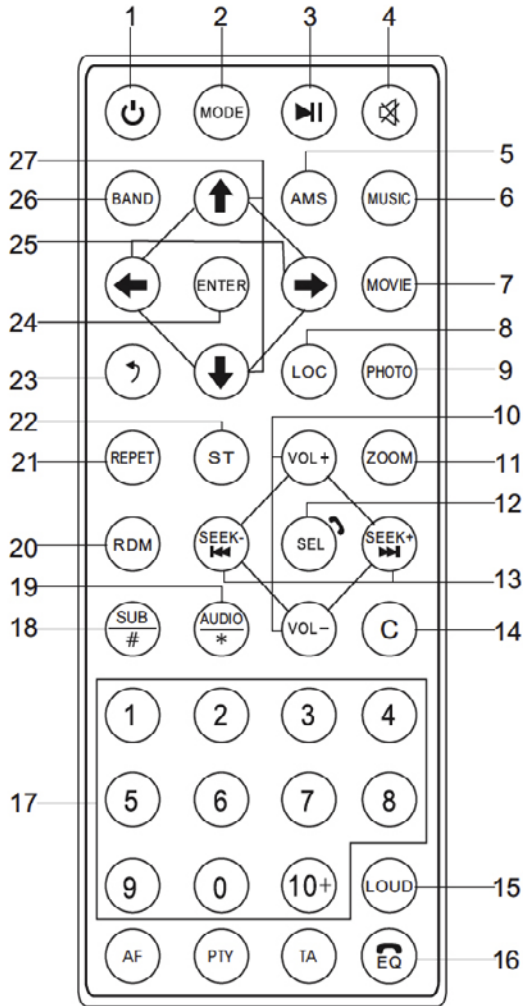 1 2 3 4
MODE
27 5
26 BAND AMS MUSIC 6
25
ENTER MOVIE 7
24 8
23 LOC PHOTO 9
22 10
21 REPET ST VOL+ ZOOM 11
12
20 RDM SEEK- SEL SEEK+
19 13
18 SUB/# AUDIO/* VOL- C 14
1 2 3 4
17 5 6 7 8
9 0 10+ LOUD 15
AF PTY TA EQ 16